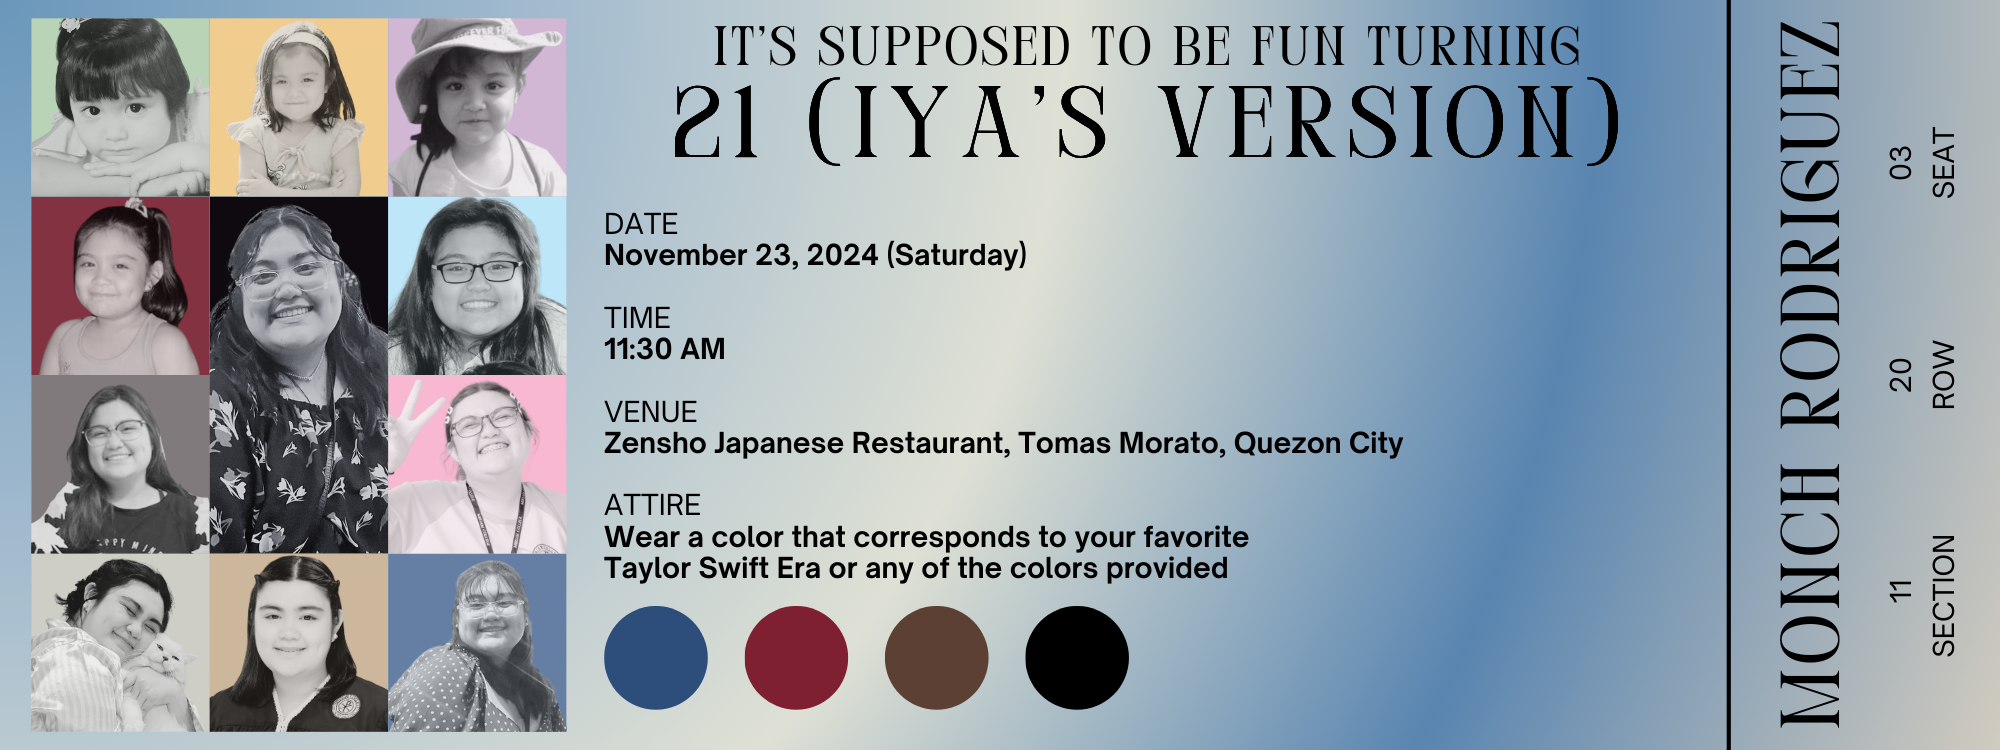 IT'S SUPPOSED TO BE FUN TURNING
21 (IYA'S VERSION)
DATE
November 23, 2024 (Saturday)
TIME
11:30 AM
VENUE
Zensho Japanese Restaurant, Tomas Morato, Quezon City
ATTIRE
Wear a color that corresponds to your favorite
Taylor Swift Era or any of the colors provided
MONCH RODRIGUEZ
11
SECTION
20
ROW
03
SEAT